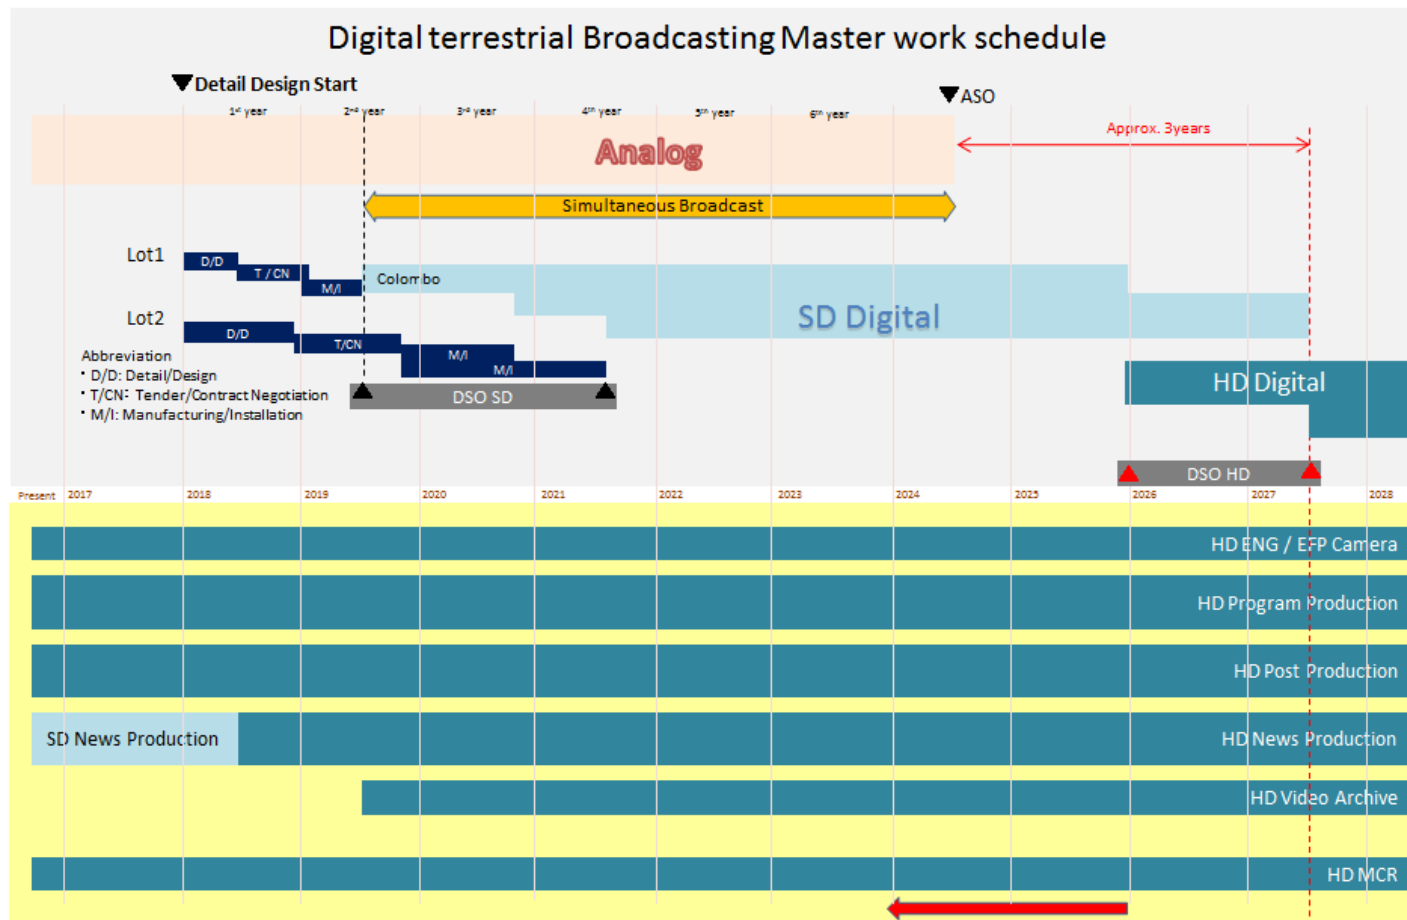 Digital terrestrial Broadcasting Master work schedule
▼Detail Design Start
▼ASO
1st year 2nd year 3rd year 4th year 5th year 6th year
Approx. 3years
Analog
Simultaneous Broadcast
Lot1
D/D
T / CN
M/I
Colombo
SD Digital
Lot2
D/D
T/CN
M/I
M/I
Abbreviation
・D/D: Detail/Design
・T/CN: Tender/Contract Negotiation
・M/I: Manufacturing/Installation
DSO SD
HD Digital
DSO HD
Present 2017 2018 2019 2020 2021 2022 2023 2024 2025 2026 2027 2028
HD ENG / EFP Camera
HD Program Production
HD Post Production
SD News Production HD News Production
HD Video Archive
HD MCR